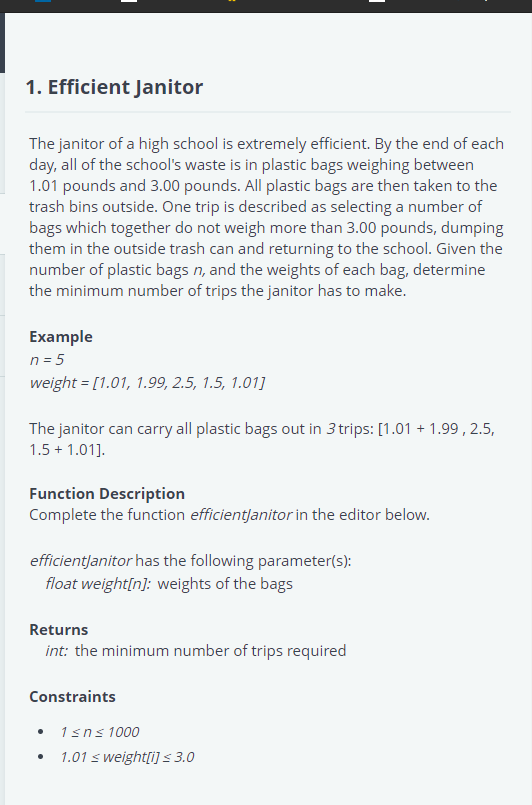 1. Efficient Janitor
The janitor of a high school is extremely efficient. By the end of each
day, all of the school's waste is in plastic bags weighing between
1.01 pounds and 3.00 pounds. All plastic bags are then taken to the
trash bins outside. One trip is described as selecting a number of
bags which together do not weigh more than 3.00 pounds, dumping
them in the outside trash can and returning to the school. Given the
number of plastic bags n, and the weights of each bag, determine
the minimum number of trips the janitor has to make.
Example
n = 5
weight = [1.01, 1.99, 2.5, 1.5, 1.01]
The janitor can carry all plastic bags out in 3 trips: [1.01 + 1.99 , 2.5,
1.5 + 1.01].
Function Description
Complete the function efficientJanitor in the editor below.
efficientJanitor has the following parameter(s):
float weight[n]: weights of the bags
Returns
int: the minimum number of trips required
Constraints
• 1 ≤ n ≤ 1000
• 1.01 ≤ weight[i] ≤ 3.0